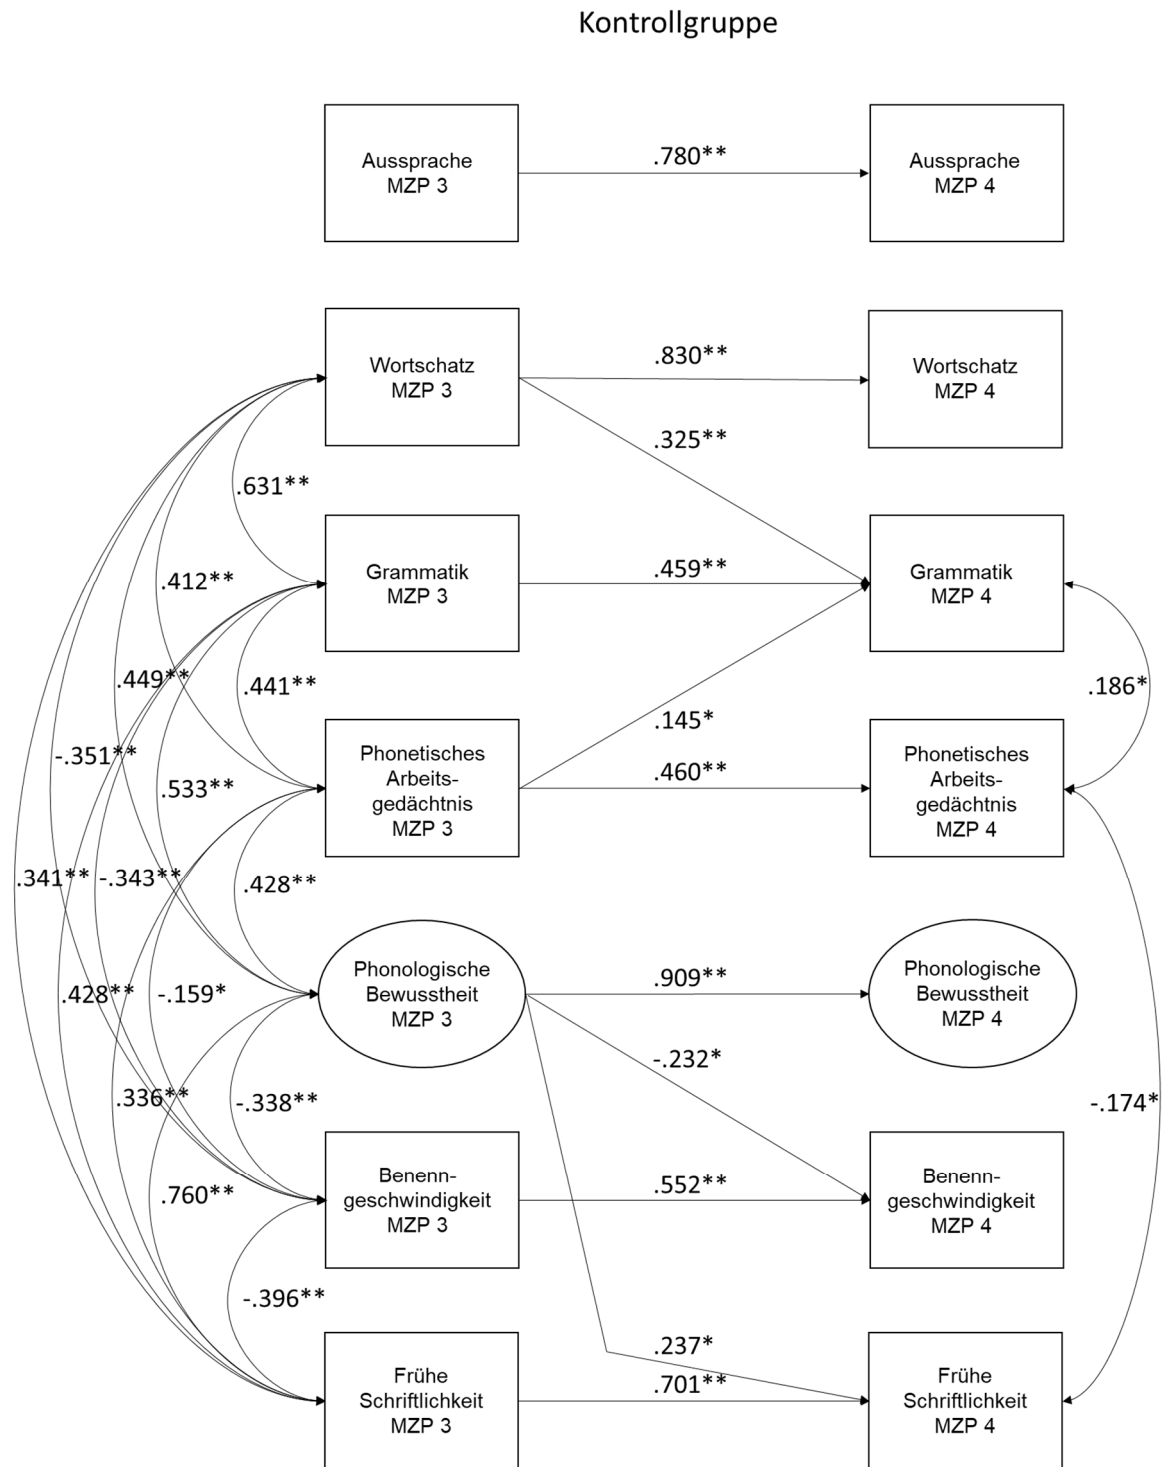 Kontrollgruppe
Aussprache
MZP 3
.780**
Aussprache
MZP 4
Wortschatz
MZP 3
.830**
Wortschatz
MZP 4
.325**
.631**
Grammatik
MZP 3
.459**
Grammatik
MZP 4
.412**
.449**
.441**
.186*
.145*
Phonetisches
Arbeits-
gedächtnis
MZP 3
.460**
Phonetisches
Arbeits-
gedächtnis
MZP 4
-.351**
.533**
.341**
-.343**
.428**
Phonologische
Bewusstheit
MZP 3
.909**
Phonologische
Bewusstheit
MZP 4
.428**
-.159*
-.232*
.336**
-.338**
-.174*
Benenn-
geschwindigkeit
MZP 3
.552**
Benenn-
geschwindigkeit
MZP 4
.760**
-.396**
.237*
.701**
Frühe
Schriftlichkeit
MZP 3
Frühe
Schriftlichkeit
MZP 4